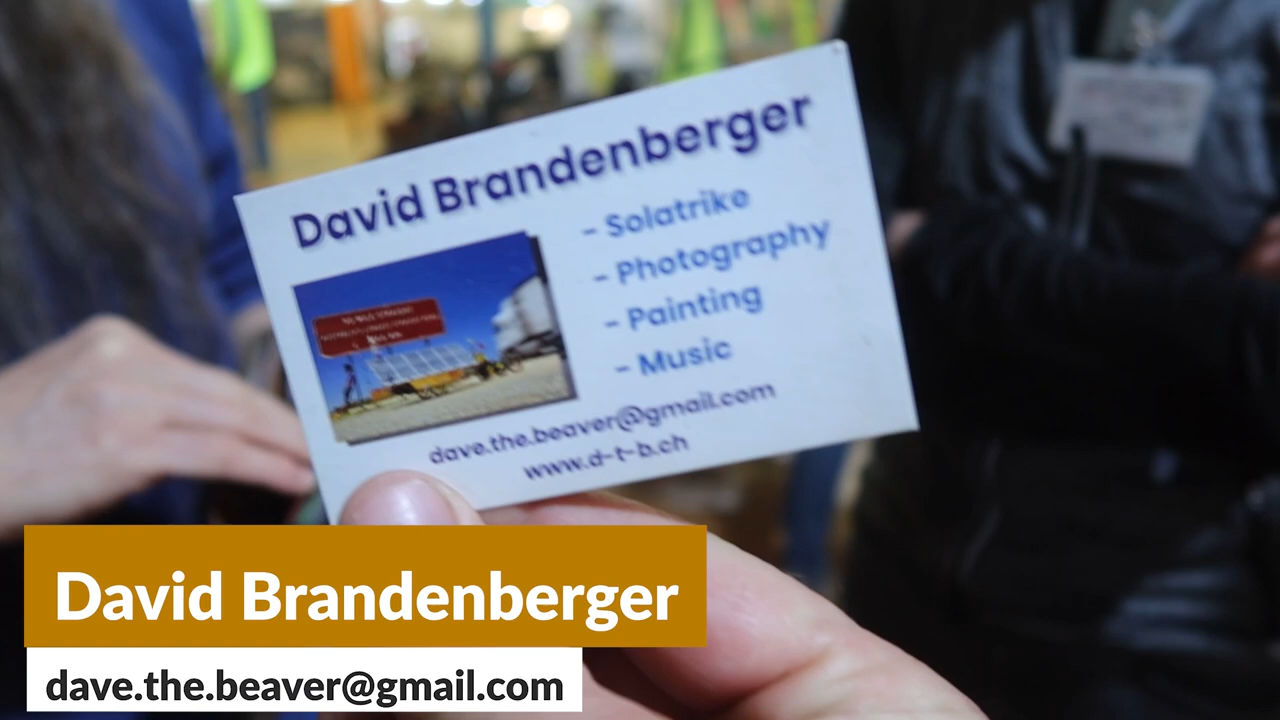 David Brandenberger
- Solatrike
- Photography
- Painting
- Music
dave.the.beaver@gmail.com
www.d-t-b.ch
David Brandenberger
dave.the.beaver@gmail.com